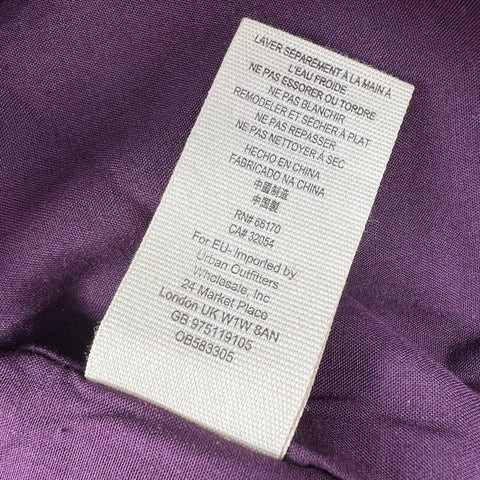 LAVER SÉPARÉMENT À LA MAIN À
L'EAU FROIDE
NE PAS ESSORER OU TORDRE
NE PAS BLANCHIR
REMODELER ET SÉCHER À PLAT
NE PAS REPASSER
NE PAS NETTOYER À SEC
HECHO EN CHINA
FABRICADO NA CHINA
中國製造
中国製
RN# 66170
CA# 32054
For EU- Imported by
Urban Outfitters
Wholesale, Inc
24 Market Place
London UK W1W 8AN
GB 975119105
OB583305